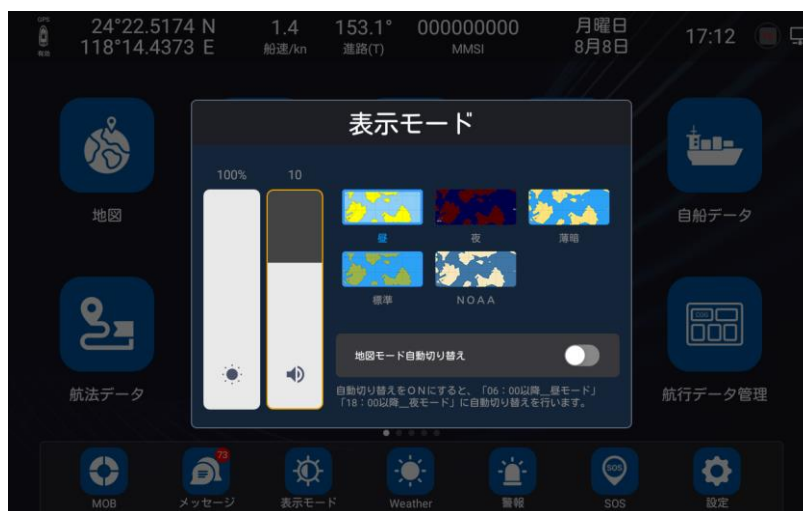 GPS
有効
24°22.5174 N
118°14.4373 E
1.4
船速/kn
153.1°
進路(T)
000000000
MMSI
月曜日
8月8日
17:12
表示モード
100%
10
昼
夜
薄暗
標準
NOAA
地図モード自動切り替え
自動切り替えをONにすると、「06：00以降__昼モード」
「18：00以降__夜モード」に自動切り替えを行います。
地図
自船データ
航法データ
航行データ管理
COG
MOB
73
メッセージ
表示モード
Weather
警報
SOS
SOS
設定